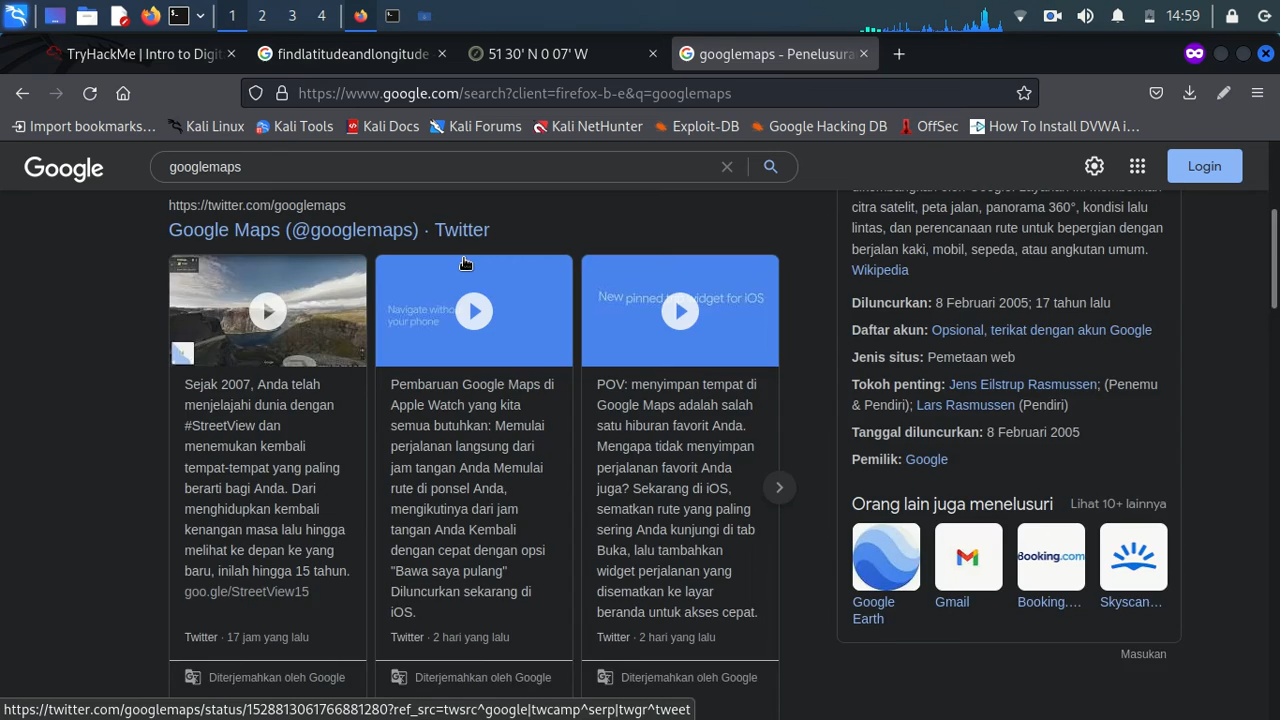 1 2 3 4 14:59
TryHackMe | Intro to Digit
findlatitudeandlongitude
51 30' N 0 07' W
googlemaps - Penelusura
https://www.google.com/search?client=firefox-b-e&q=googlemaps
Import bookmarks… Kali Linux Kali Tools Kali Docs Kali Forums Kali NetHunter Exploit-DB Google Hacking DB OffSec How To Install DVWA i…
Google
googlemaps
Login
https://twitter.com/googlemaps
Google Maps (@googlemaps) · Twitter
Sejak 2007, Anda telah
menjelajahi dunia dengan
#StreetView dan
menemukan kembali
tempat-tempat yang paling
berarti bagi Anda. Dari
menghidupkan kembali
kenangan masa lalu hingga
melihat ke depan ke yang
baru, inilah hingga 15 tahun.
goo.gle/StreetView15
Twitter · 17 jam yang lalu
Diterjemahkan oleh Google
Navigate witho
your phone
Pembaruan Google Maps di
Apple Watch yang kita
semua butuhkan: Memulai
perjalanan langsung dari
jam tangan Anda Memulai
rute di ponsel Anda,
mengikutinya dari jam
tangan Anda Kembali
dengan cepat dengan opsi
"Bawa saya pulang"
Diluncurkan sekarang di
iOS.
Twitter · 2 hari yang lalu
Diterjemahkan oleh Google
New pinned widget for iOS
POV: menyimpan tempat di
Google Maps adalah salah
satu hiburan favorit Anda.
Mengapa tidak menyimpan
perjalanan favorit Anda
juga? Sekarang di iOS,
sematkan rute yang paling
sering Anda kunjungi di tab
Buka, lalu tambahkan
widget perjalanan yang
disematkan ke layar
beranda untuk akses cepat.
Twitter · 2 hari yang lalu
Diterjemahkan oleh Google
dikembangkan oleh Google. Layanan ini memberikan
citra satelit, peta jalan, panorama 360°, kondisi lalu
lintas, dan perencanaan rute untuk bepergian dengan
berjalan kaki, mobil, sepeda, atau angkutan umum.
Wikipedia
Diluncurkan: 8 Februari 2005; 17 tahun lalu
Daftar akun: Opsional, terikat dengan akun Google
Jenis situs: Pemetaan web
Tokoh penting: Jens Eilstrup Rasmussen; (Penemu
& Pendiri); Lars Rasmussen (Pendiri)
Tanggal diluncurkan: 8 Februari 2005
Pemilik: Google
Orang lain juga menelusuri Lihat 10+ lainnya
Booking.com
Google
Earth
Gmail
Booking.…
Skyscan…
Masukan
https://twitter.com/googlemaps/status/1528813061766881280?ref_src=twsrc^google|twcamp^serp|twgr^tweet